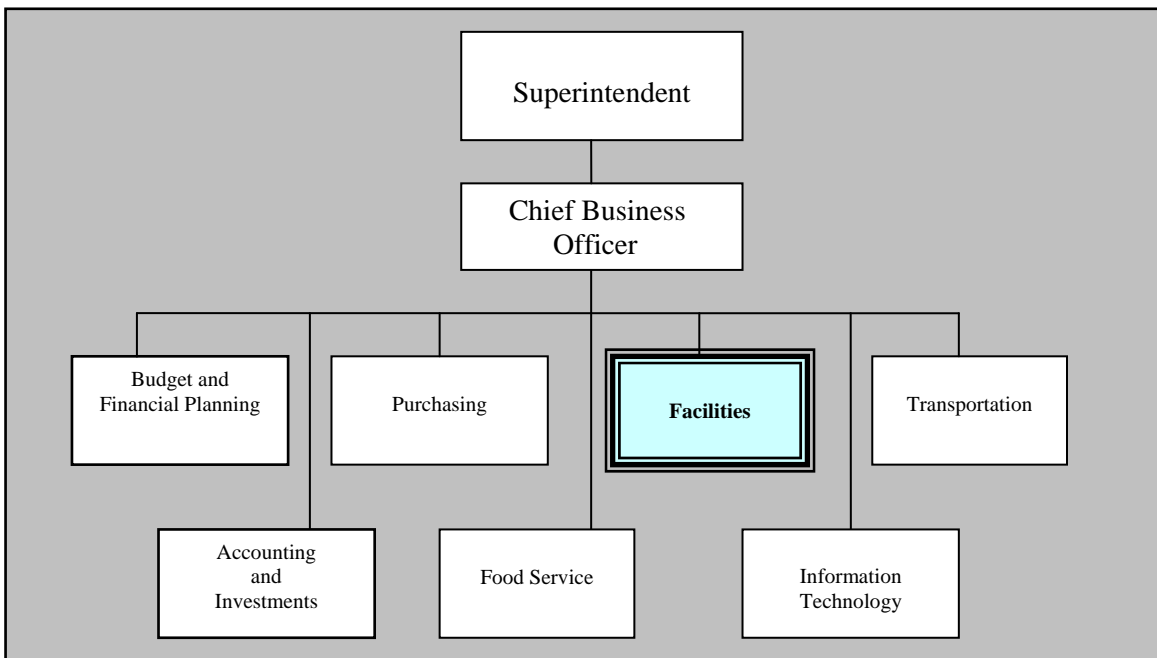 Superintendent
Chief Business
Officer
Budget and
Financial Planning
Purchasing
Facilities
Transportation
Accounting
and
Investments
Food Service
Information
Technology